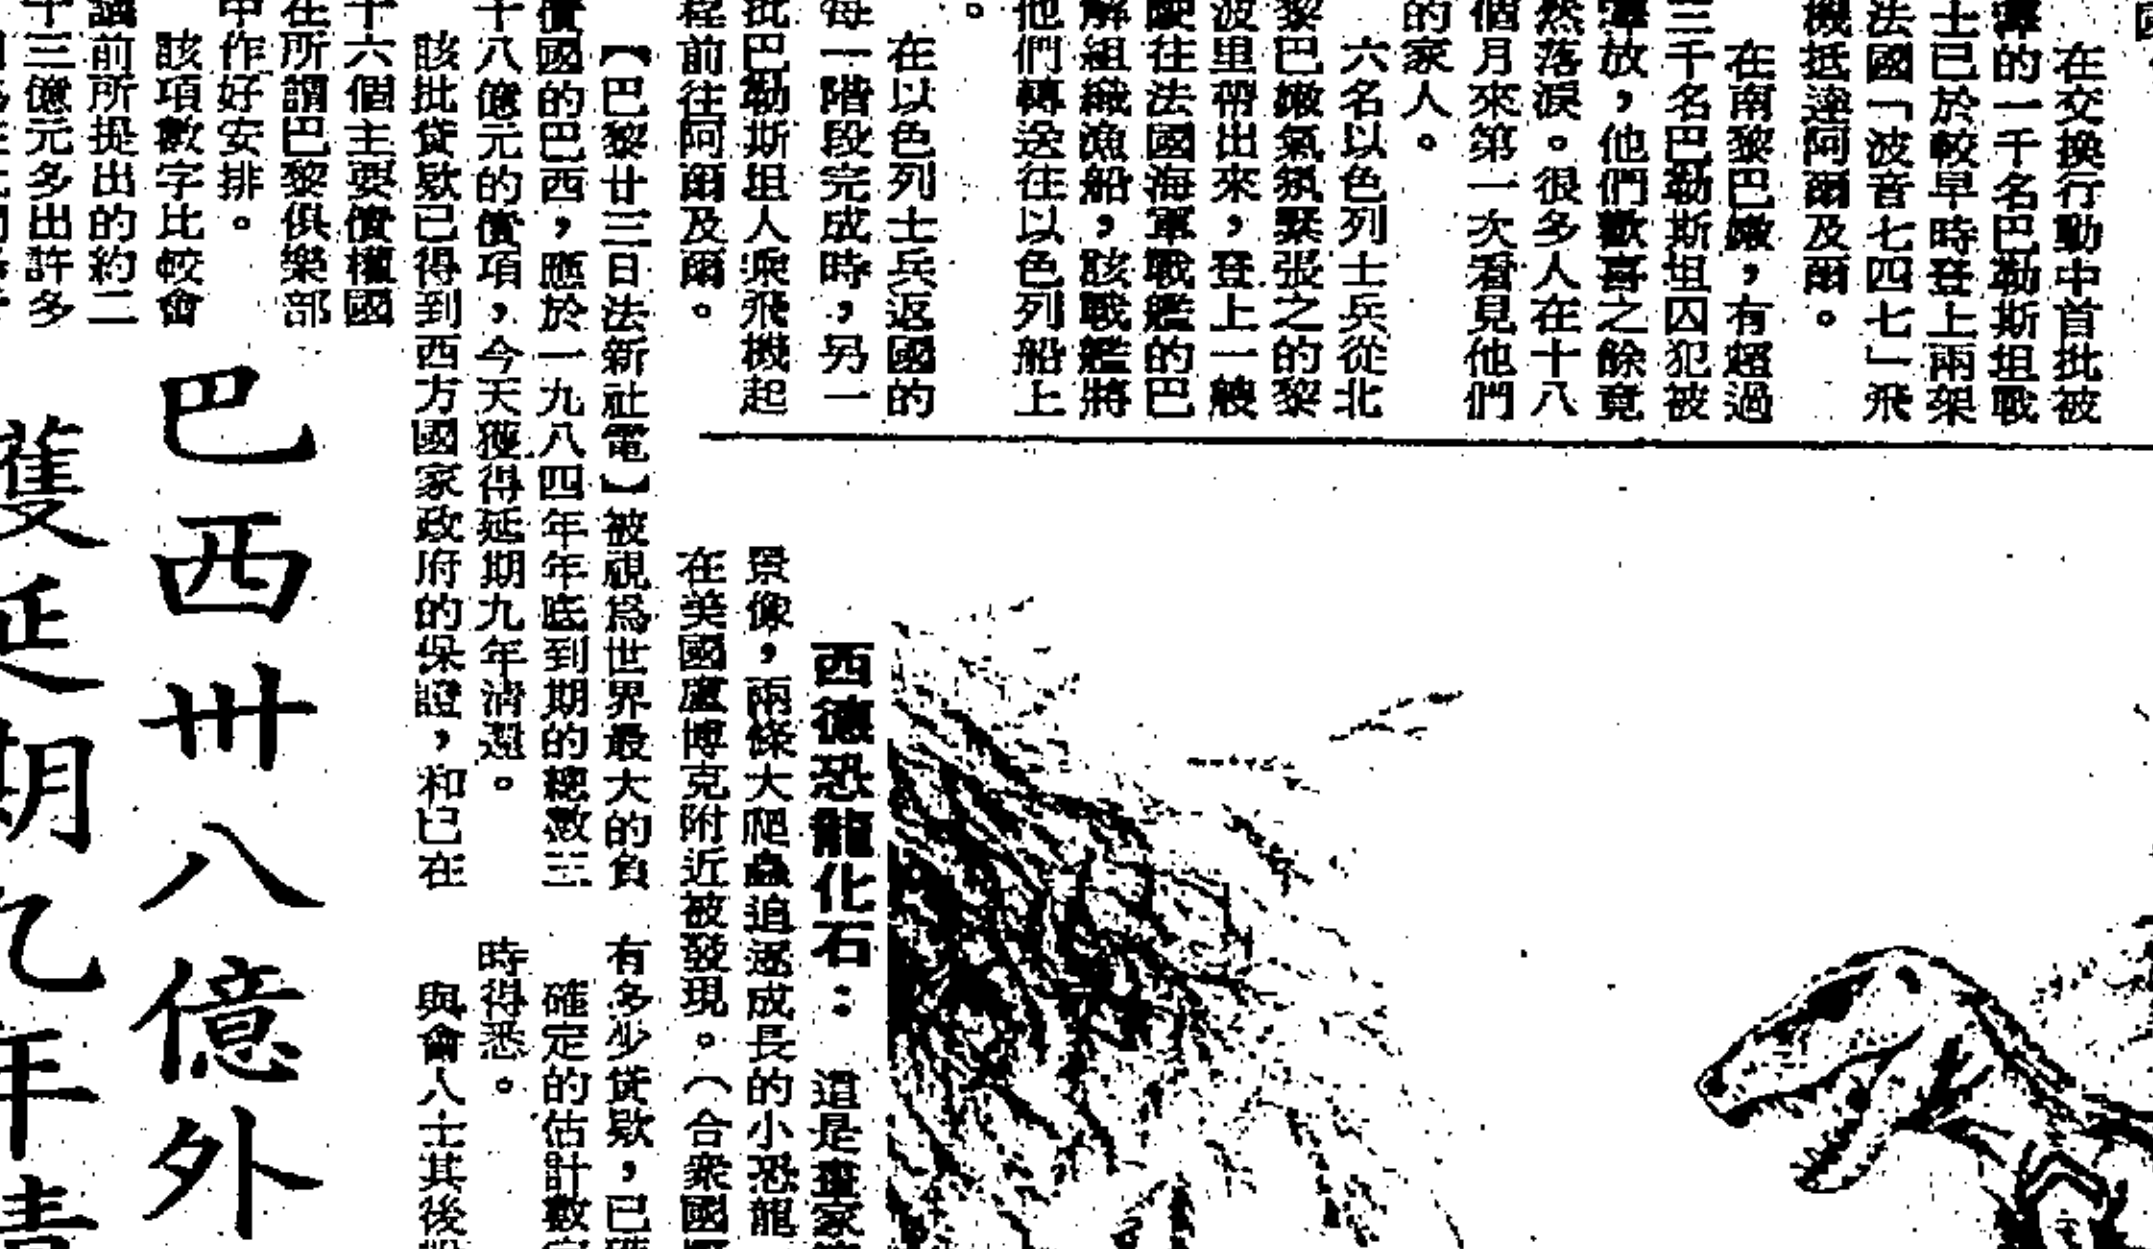 在交換行動中首批被
釋的一千名巴勒斯坦戰
士已於較早時登上兩架
法國「波音七四七」飛
機抵達阿爾及爾。
在南黎巴嫩，有超過
三千名巴勒斯坦囚犯被
釋放，他們歡喜之餘竟
然落淚。很多人在十八
個月來第一次看見他們
的家人。
六名以色列士兵從北
黎巴嫩氣氛緊張之的黎
波里帶出來，登上一艘
駛往法國海軍戰艦的巴
解組織漁船，該戰艦將
他們轉送往以色列船上
。
在以色列士兵返國的
每一階段完成時，另一
批巴勒斯坦人乘飛機起
程前往阿爾及爾。
西德恐龍化石：這是畫家
景像，兩條大爬蟲追逐成長的小恐龍
在美國盧博克附近被發現。（合衆國
【巴黎廿三日法新社電】被視爲世界最大的負
債國的巴西，應於一九八四年年底到期的總數三
十八億元的債項，今天獲得延期九年清還。
該批貸款已得到西方國家政府的保證，和已在
十六個主要債權國
在所謂巴黎俱樂部
中作好安排。
該項數字比較會
議前所提出的約二
十三億元多出許多
有多少貸款，已
確定的估計數
時得悉。
與會人士其後
巴西卅八億外
獲延期九年清